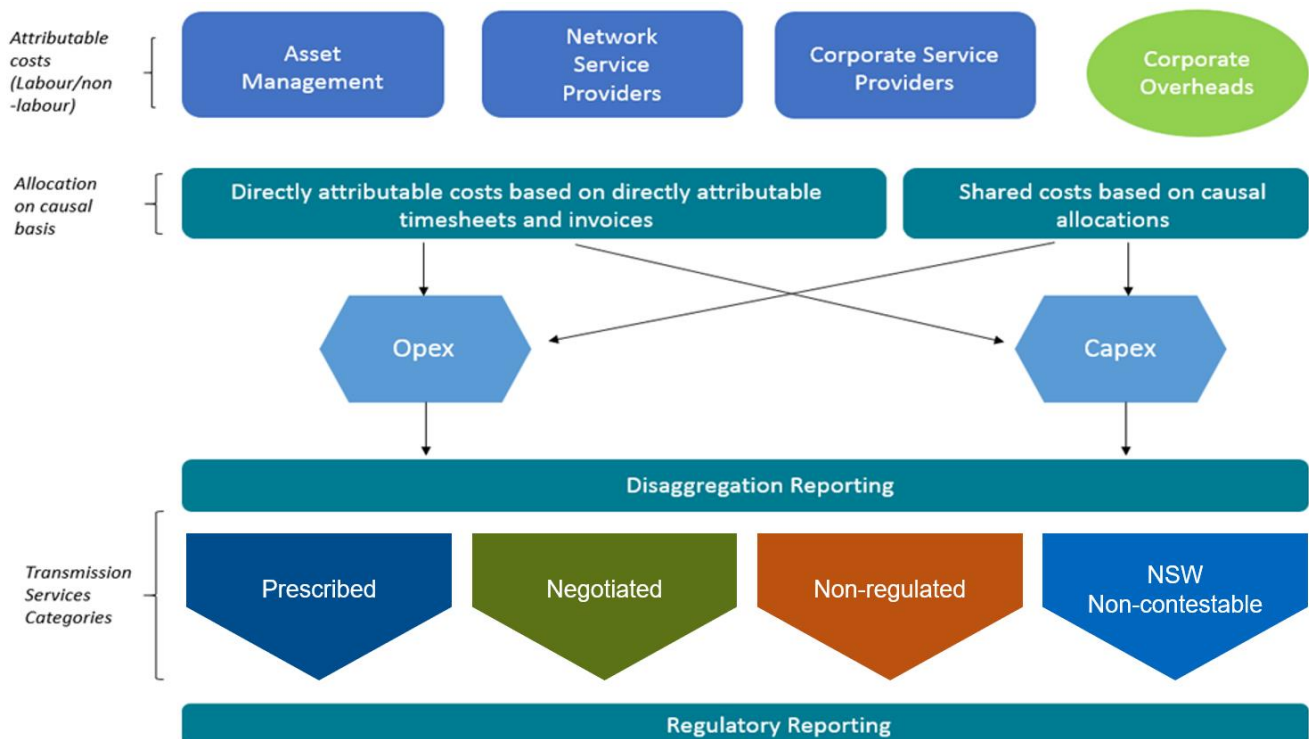 Attributable
costs
(Labour/non
-labour)
Asset
Management
Network
Service
Providers
Corporate Service
Providers
Corporate
Overheads
Allocation
on causal
basis
Directly attributable costs based on directly attributable
timesheets and invoices
Shared costs based on causal
allocations
Opex
Capex
Disaggregation Reporting
Transmission
Services
Categories
Prescribed
Negotiated
Non-regulated
NSW
Non-contestable
Regulatory Reporting